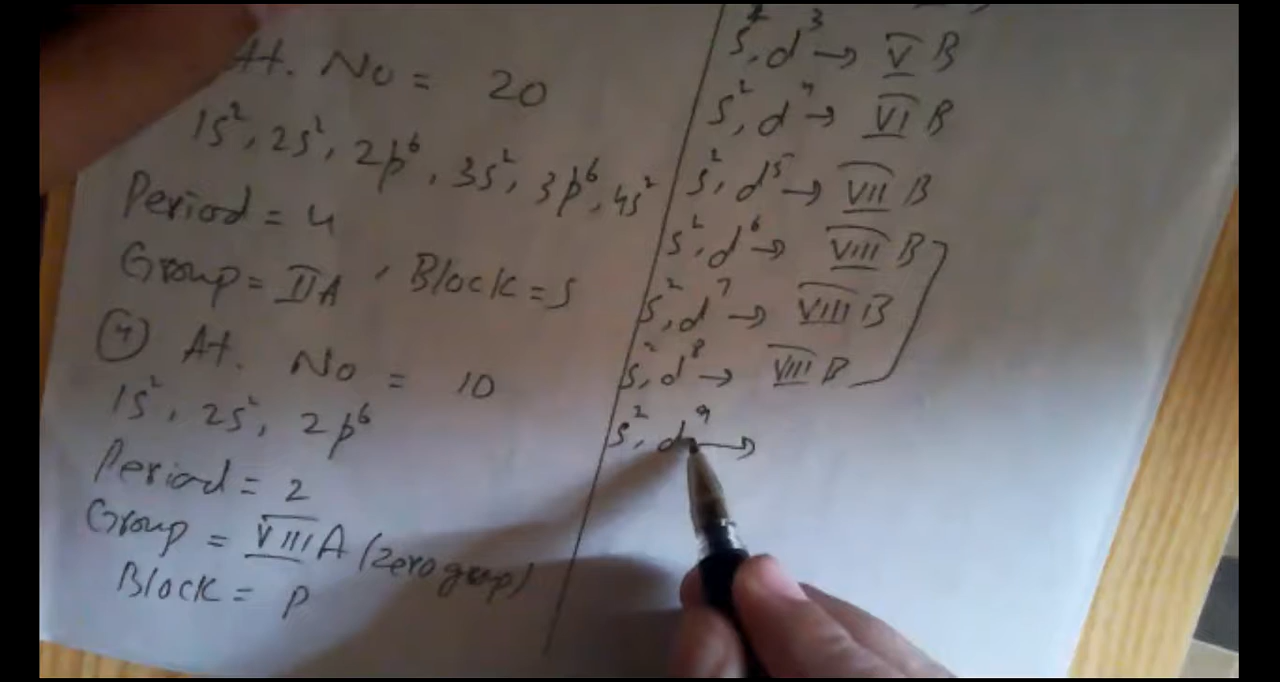 At. No = 20
1s², 2s², 2p⁶, 3s², 3p⁶, 4s²
Period = 4
Group = IIA, Block = s
④ At. No = 10
1s², 2s², 2p⁶
Period = 2
Group = VIIIA (zero group)
Block = p
s², d³ → VB
s², d⁴ → VIB
s², d⁵ → VIIB
s², d⁶ → VIIIB
s², d⁷ → VIIIB
s², d⁸ → VIIIB
s², d⁹ →